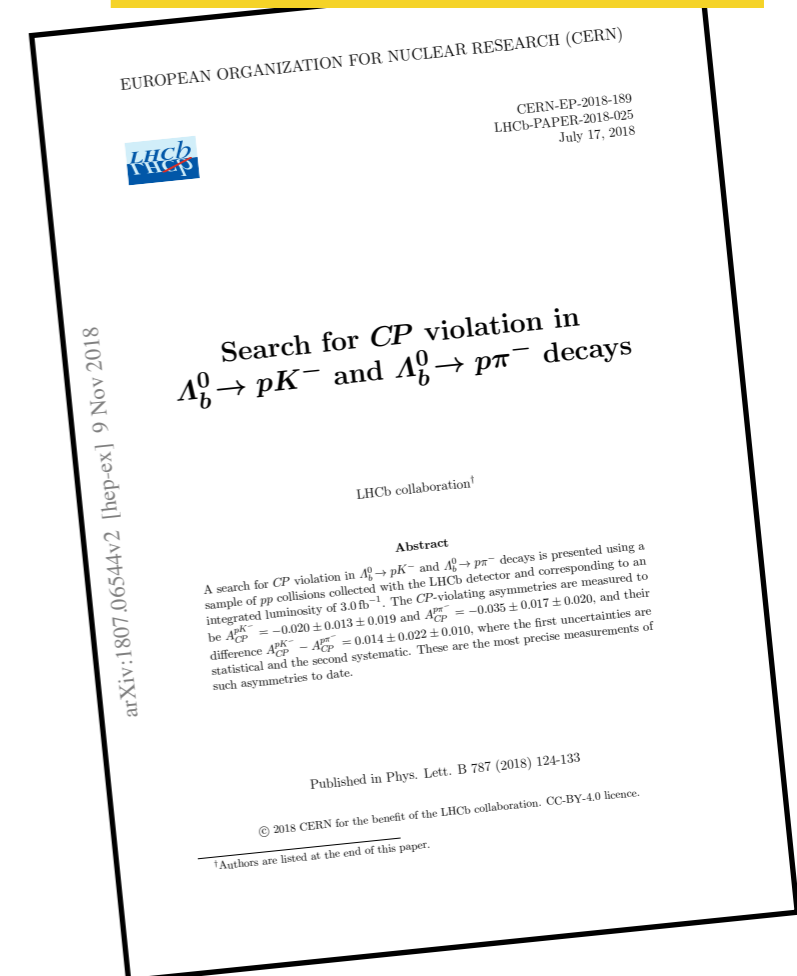 EUROPEAN ORGANIZATION FOR NUCLEAR RESEARCH (CERN)
CERN-EP-2018-189
LHCb-PAPER-2018-025
July 17, 2018
LHCb
Search for CP violation in
Λ⁰_b → pK⁻ and Λ⁰_b → pπ⁻ decays
LHCb collaboration†
Abstract
A search for CP violation in Λ⁰_b → pK⁻ and Λ⁰_b → pπ⁻ decays is presented using a
sample of pp collisions collected with the LHCb detector and corresponding to an
integrated luminosity of 3.0 fb⁻¹. The CP-violating asymmetries are measured to
be A_CP^{pK⁻} = −0.020 ± 0.013 ± 0.019 and A_CP^{pπ⁻} = −0.035 ± 0.017 ± 0.020, and their
difference A_CP^{pK⁻} − A_CP^{pπ⁻} = 0.014 ± 0.022 ± 0.010, where the first uncertainties are
statistical and the second systematic. These are the most precise measurements of
such asymmetries to date.
Published in Phys. Lett. B 787 (2018) 124-133
© 2018 CERN for the benefit of the LHCb collaboration. CC-BY-4.0 licence.
†Authors are listed at the end of this paper.
arXiv:1807.06544v2 [hep-ex] 9 Nov 2018